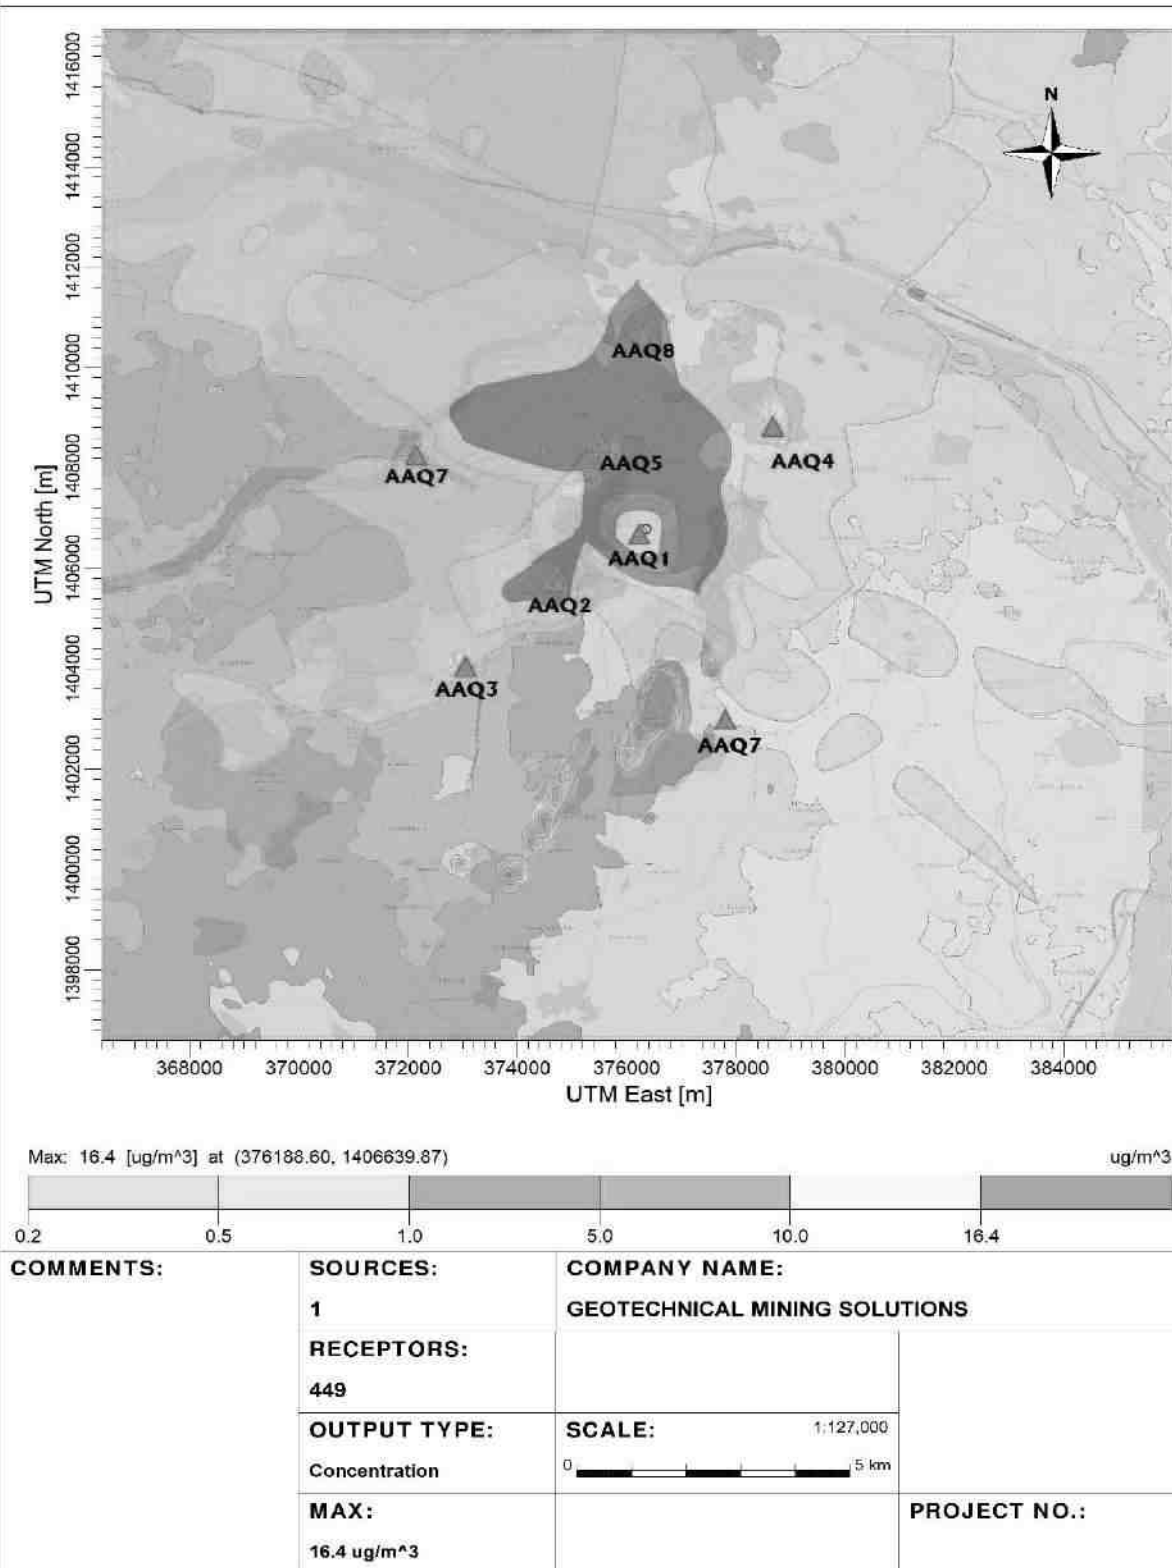 N
UTM North [m]
1416000
1414000
1412000
1410000
1408000
1406000
1404000
1402000
1400000
1398000
AAQ8
AAQ5
AAQ4
AAQ7
AAQ1
AAQ2
AAQ3
AAQ7
368000 370000 372000 374000 376000 378000 380000 382000 384000
UTM East [m]
Max: 16.4 [ug/m^3] at (376188.60, 1406639.87) ug/m^3
0.2 0.5 1.0 5.0 10.0 16.4
COMMENTS:
SOURCES:
1
COMPANY NAME:
GEOTECHNICAL MINING SOLUTIONS
RECEPTORS:
449
OUTPUT TYPE:
Concentration
SCALE: 1:127,000
0 5 km
MAX:
16.4 ug/m^3
PROJECT NO.: